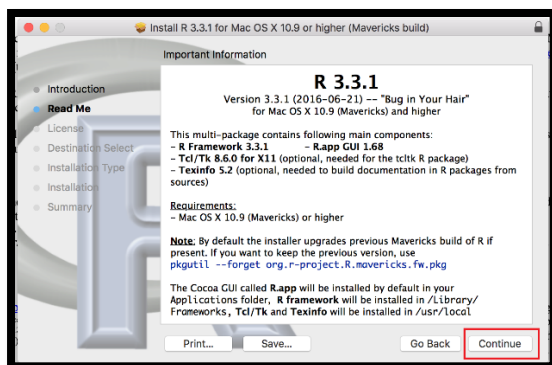 Install R 3.3.1 for Mac OS X 10.9 or higher (Mavericks build)
Important Information
Introduction
Read Me
License
Destination Select
Installation Type
Installation
Summary
R 3.3.1
Version 3.3.1 (2016-06-21) -- "Bug in Your Hair"
for Mac OS X 10.9 (Mavericks) and higher
This multi-package contains following main components:
- R Framework 3.3.1 - R.app GUI 1.68
- Tcl/Tk 8.6.0 for X11 (optional, needed for the tcltk R package)
- Texinfo 5.2 (optional, needed to build documentation in R packages from
sources)
Requirements:
- Mac OS X 10.9 (Mavericks) or higher
Note: By default the installer upgrades previous Mavericks build of R if
present. If you want to keep the previous version, use
pkgutil --forget org.r-project.R.mavericks.fw.pkg
The Cocoa GUI called R.app will be installed by default in your
Applications folder, R framework will be installed in /Library/
Frameworks, Tcl/Tk and Texinfo will be installed in /usr/local
Print... Save... Go Back Continue